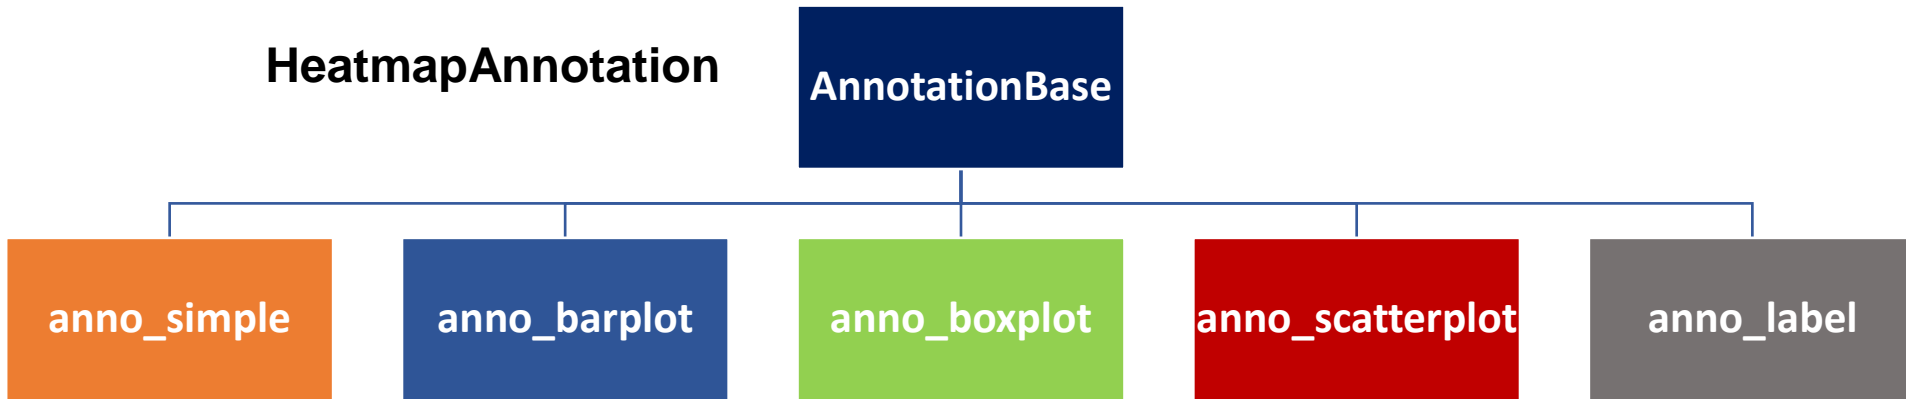 HeatmapAnnotation
AnnotationBase
anno_simple
anno_barplot
anno_boxplot
anno_scatterplot
anno_label